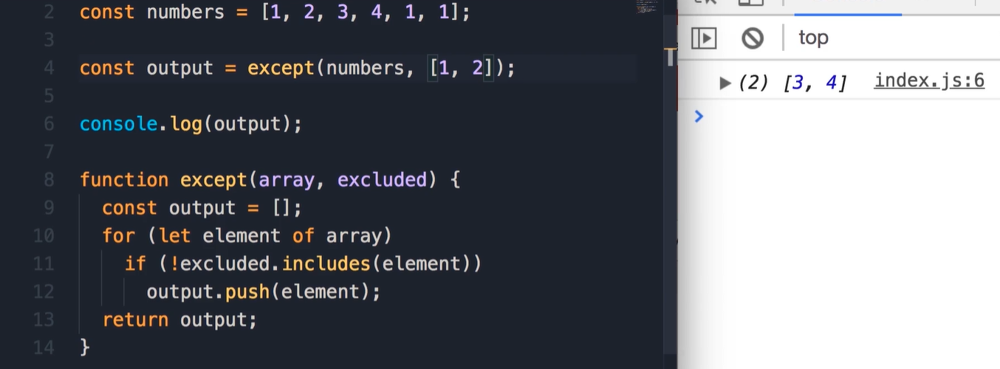 2 const numbers = [1, 2, 3, 4, 1, 1];
3
4 const output = except(numbers, [1, 2]);
5
6 console.log(output);
7
8 function except(array, excluded) {
9 const output = [];
10 for (let element of array)
11 if (!excluded.includes(element))
12 output.push(element);
13 return output;
14 }
top
(2) [3, 4] index.js:6